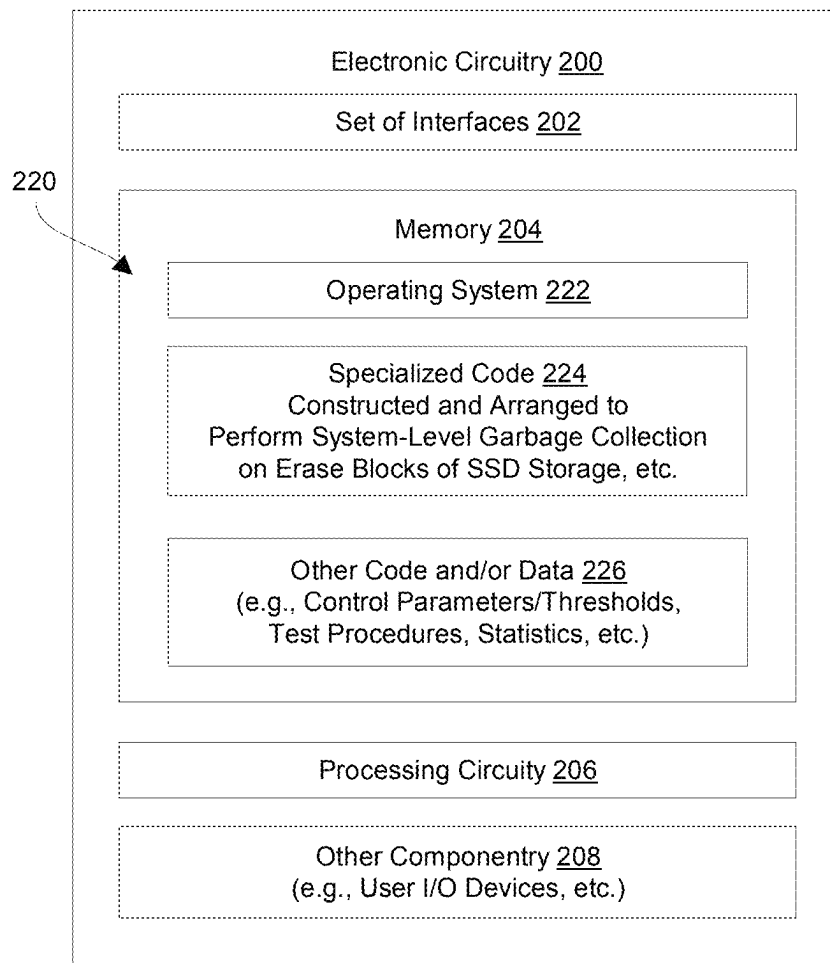 Electronic Circuitry 200
Set of Interfaces 202
220
Memory 204
Operating System 222
Specialized Code 224
Constructed and Arranged to
Perform System-Level Garbage Collection
on Erase Blocks of SSD Storage, etc.
Other Code and/or Data 226
(e.g., Control Parameters/Thresholds,
Test Procedures, Statistics, etc.)
Processing Circuity 206
Other Componentry 208
(e.g., User I/O Devices, etc.)